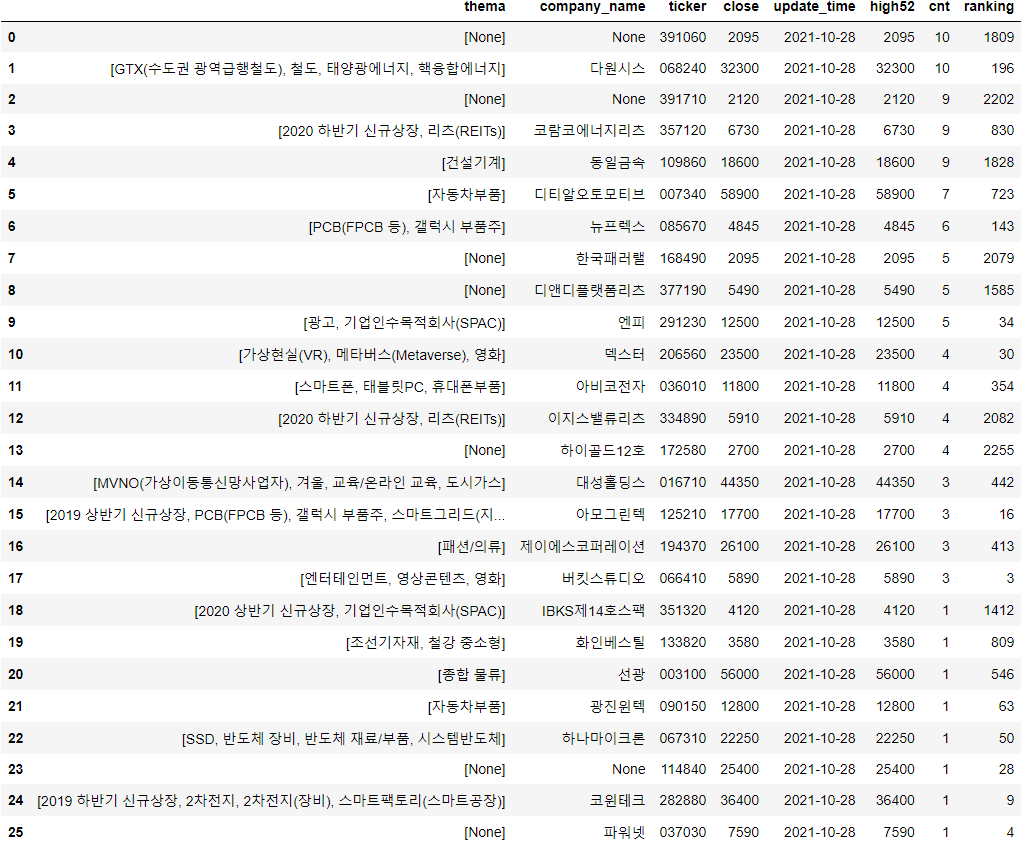 thema company_name ticker close update_time high52 cnt ranking
0 [None] None 391060 2095 2021-10-28 2095 10 1809
1 [GTX(수도권 광역급행철도), 철도, 태양광에너지, 핵융합에너지] 다원시스 068240 32300 2021-10-28 32300 10 196
2 [None] None 391710 2120 2021-10-28 2120 9 2202
3 [2020 하반기 신규상장, 리츠(REITs)] 코람코에너지리츠 357120 6730 2021-10-28 6730 9 830
4 [건설기계] 동일금속 109860 18600 2021-10-28 18600 9 1828
5 [자동차부품] 디티알오토모티브 007340 58900 2021-10-28 58900 7 723
6 [PCB(FPCB 등), 갤럭시 부품주] 뉴프렉스 085670 4845 2021-10-28 4845 6 143
7 [None] 한국패러랠 168490 2095 2021-10-28 2095 5 2079
8 [None] 디앤디플랫폼리츠 377190 5490 2021-10-28 5490 5 1585
9 [광고, 기업인수목적회사(SPAC)] 엔피 291230 12500 2021-10-28 12500 5 34
10 [가상현실(VR), 메타버스(Metaverse), 영화] 덱스터 206560 23500 2021-10-28 23500 4 30
11 [스마트폰, 태블릿PC, 휴대폰부품] 아비코전자 036010 11800 2021-10-28 11800 4 354
12 [2020 하반기 신규상장, 리츠(REITs)] 이지스밸류리츠 334890 5910 2021-10-28 5910 4 2082
13 [None] 하이골드12호 172580 2700 2021-10-28 2700 4 2255
14 [MVNO(가상이동통신망사업자), 겨울, 교육/온라인 교육, 도시가스] 대성홀딩스 016710 44350 2021-10-28 44350 3 442
15 [2019 상반기 신규상장, PCB(FPCB 등), 갤럭시 부품주, 스마트그리드(지... 아모그린텍 125210 17700 2021-10-28 17700 3 16
16 [패션/의류] 제이에스코퍼레이션 194370 26100 2021-10-28 26100 3 413
17 [엔터테인먼트, 영상콘텐츠, 영화] 버킷스튜디오 066410 5890 2021-10-28 5890 3 3
18 [2020 상반기 신규상장, 기업인수목적회사(SPAC)] IBKS제14호스팩 351320 4120 2021-10-28 4120 1 1412
19 [조선기자재, 철강 중소형] 화인베스틸 133820 3580 2021-10-28 3580 1 809
20 [종합 물류] 선광 003100 56000 2021-10-28 56000 1 546
21 [자동차부품] 광진윈텍 090150 12800 2021-10-28 12800 1 63
22 [SSD, 반도체 장비, 반도체 재료/부품, 시스템반도체] 하나마이크론 067310 22250 2021-10-28 22250 1 50
23 [None] None 114840 25400 2021-10-28 25400 1 28
24 [2019 하반기 신규상장, 2차전지, 2차전지(장비), 스마트팩토리(스마트공장)] 코윈테크 282880 36400 2021-10-28 36400 1 9
25 [None] 파워넷 037030 7590 2021-10-28 7590 1 4